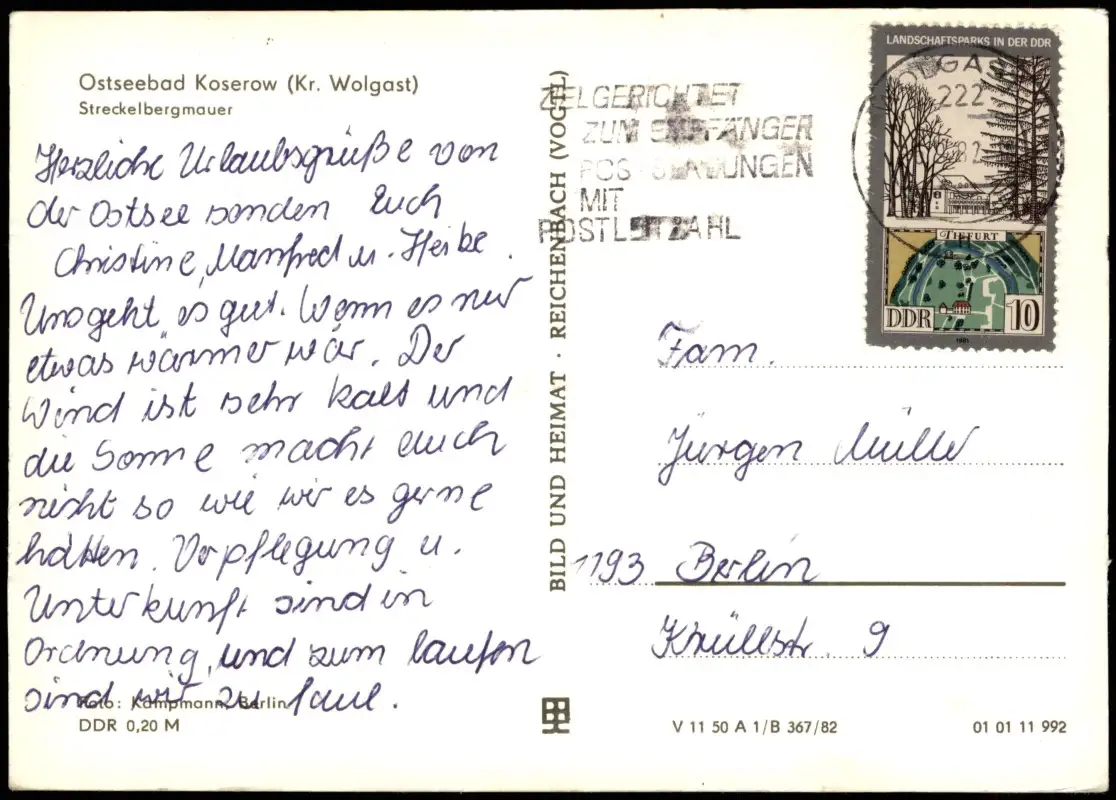 Ostseebad Koserow (Kr. Wolgast)
Streckelbergmauer
Herzliche Urlaubsgrüße von
der Ostsee senden Euch
Christine, Manfred u. Heike.
Uns geht es gut. Wenn es nur
etwas wärmer wär. Der
Wind ist sehr kalt und
die Sonne macht auch
nicht so wie wir es gerne
hätten. Verpflegung u.
Unterkunft sind in
Ordnung, und zum laufen
sind wir zu faul.
Foto: Kampmann, Berlin
DDR 0,20 M
BILD UND HEIMAT · REICHENBACH (VOGTL)
ZIELGERICHTET
ZUM EMPFÄNGER
POSTSENDUNGEN
MIT
POSTLEITZAHL
LANDSCHAFTSPARKS IN DER DDR
OLGAS
222
TIEFURT
DDR 10
1981
Fam.
Jürgen Müller
1193 Berlin
Krüllstr. 9
V 11 50 A 1/B 367/82
01 01 11 992